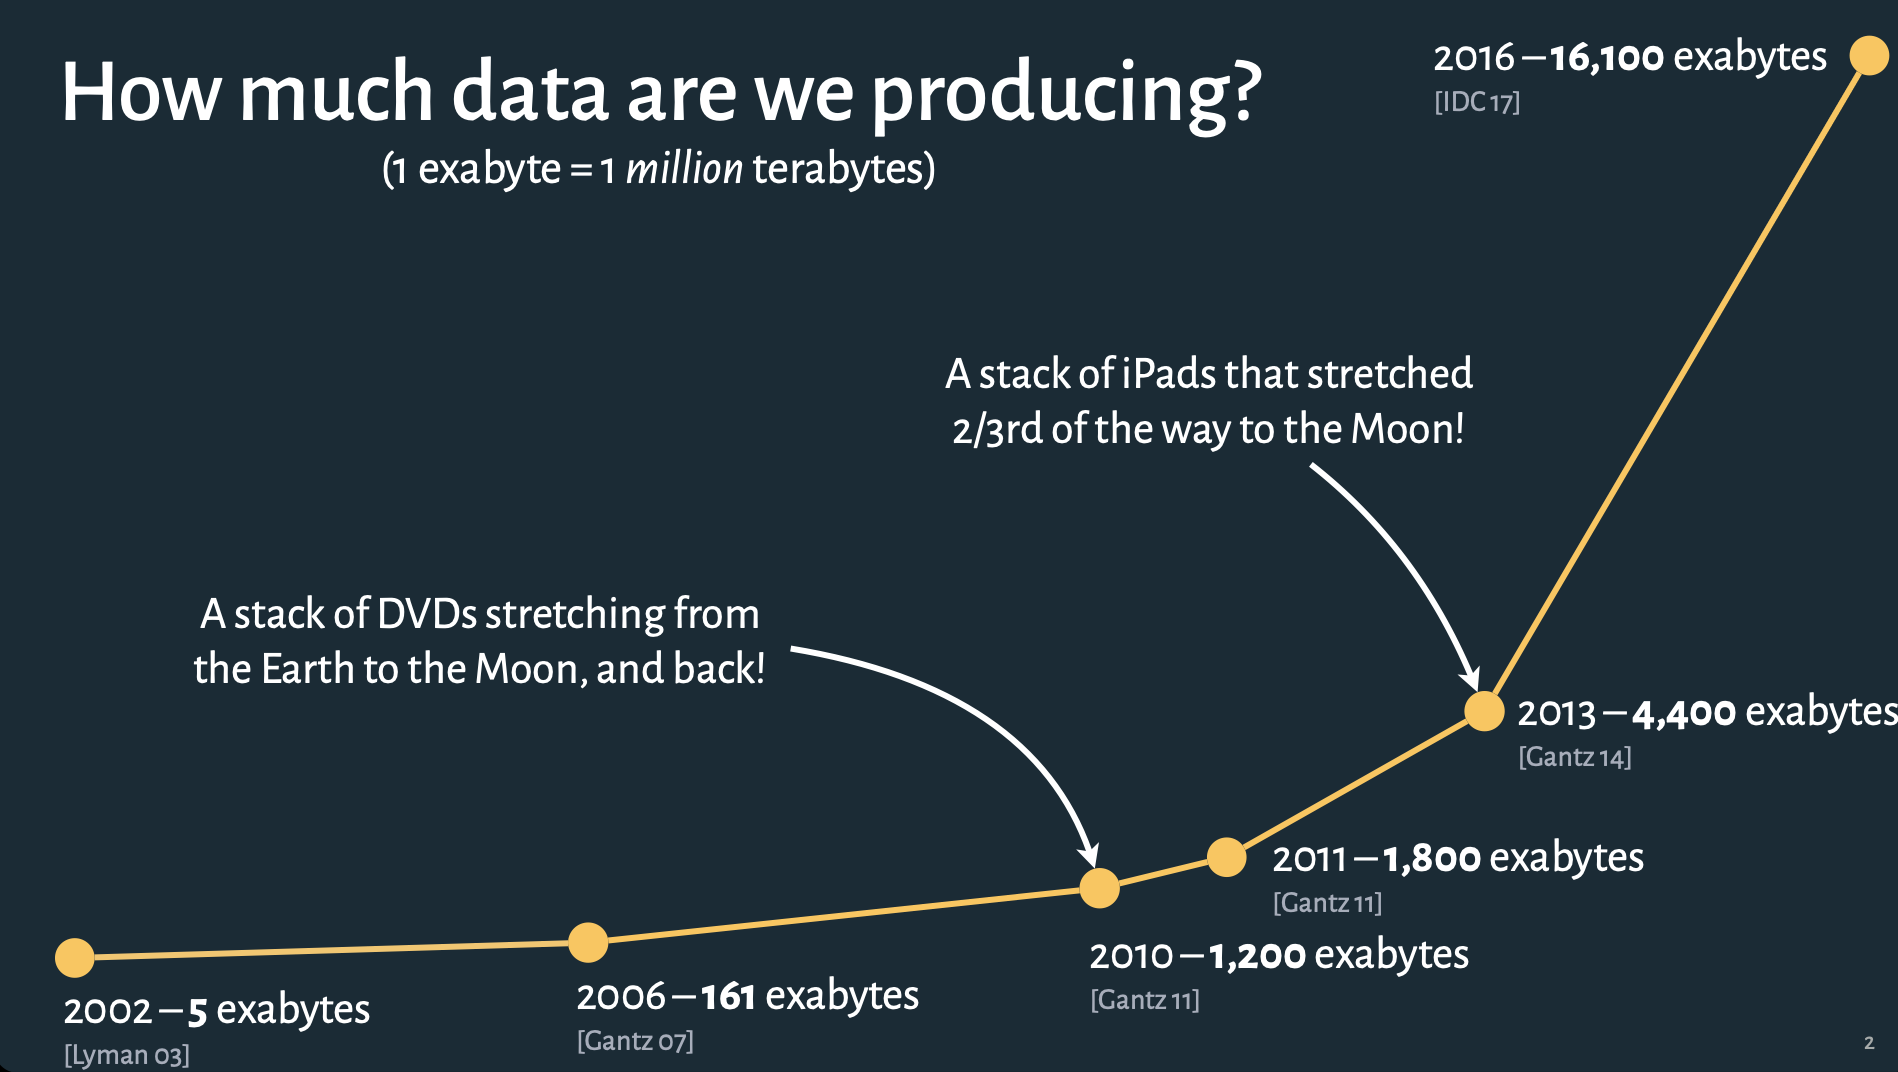 How much data are we producing?
(1 exabyte = 1 million terabytes)
2016 – 16,100 exabytes
[IDC 17]
A stack of iPads that stretched
2/3rd of the way to the Moon!
A stack of DVDs stretching from
the Earth to the Moon, and back!
2013 – 4,400 exabytes
[Gantz 14]
2011 – 1,800 exabytes
[Gantz 11]
2010 – 1,200 exabytes
[Gantz 11]
2006 – 161 exabytes
[Gantz 07]
2002 – 5 exabytes
[Lyman 03]
2